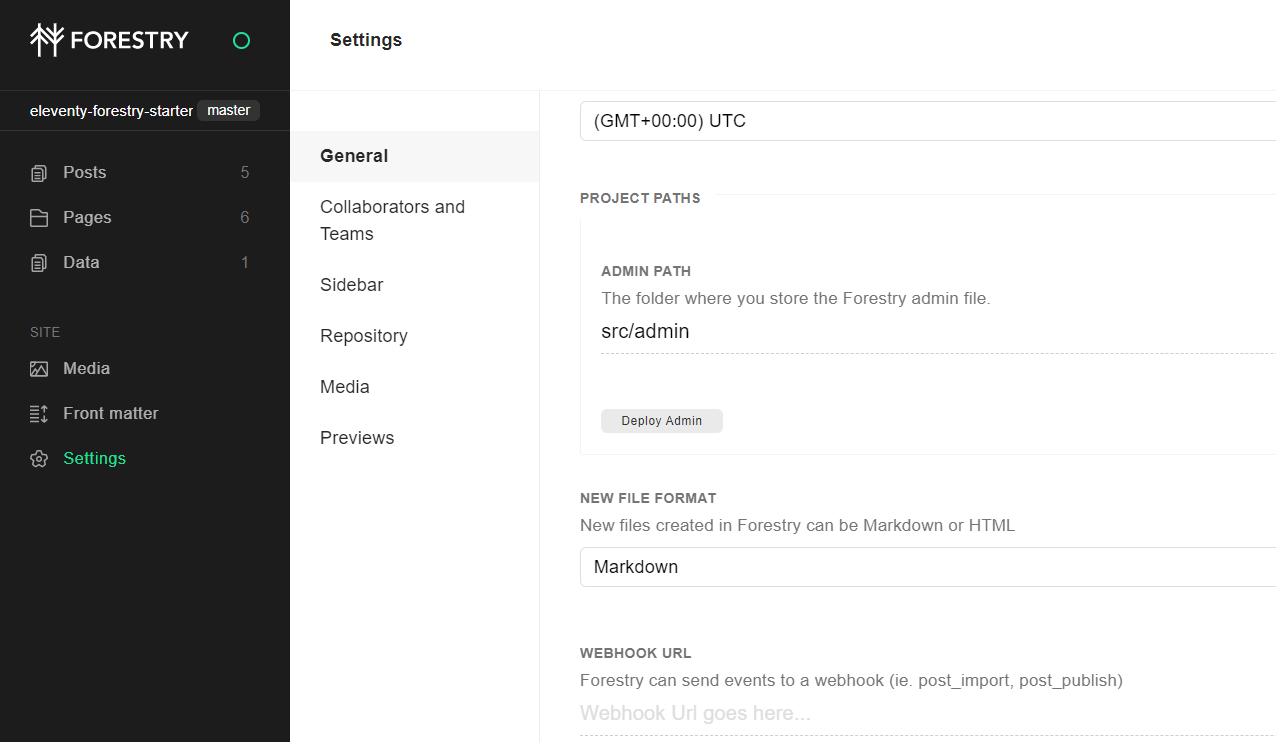 FORESTRY
eleventy-forestry-starter master
Posts 5
Pages 6
Data 1
SITE
Media
Front matter
Settings
Settings
General
Collaborators and
Teams
Sidebar
Repository
Media
Previews
(GMT+00:00) UTC
PROJECT PATHS
ADMIN PATH
The folder where you store the Forestry admin file.
src/admin
Deploy Admin
NEW FILE FORMAT
New files created in Forestry can be Markdown or HTML
Markdown
WEBHOOK URL
Forestry can send events to a webhook (ie. post_import, post_publish)
Webhook Url goes here...